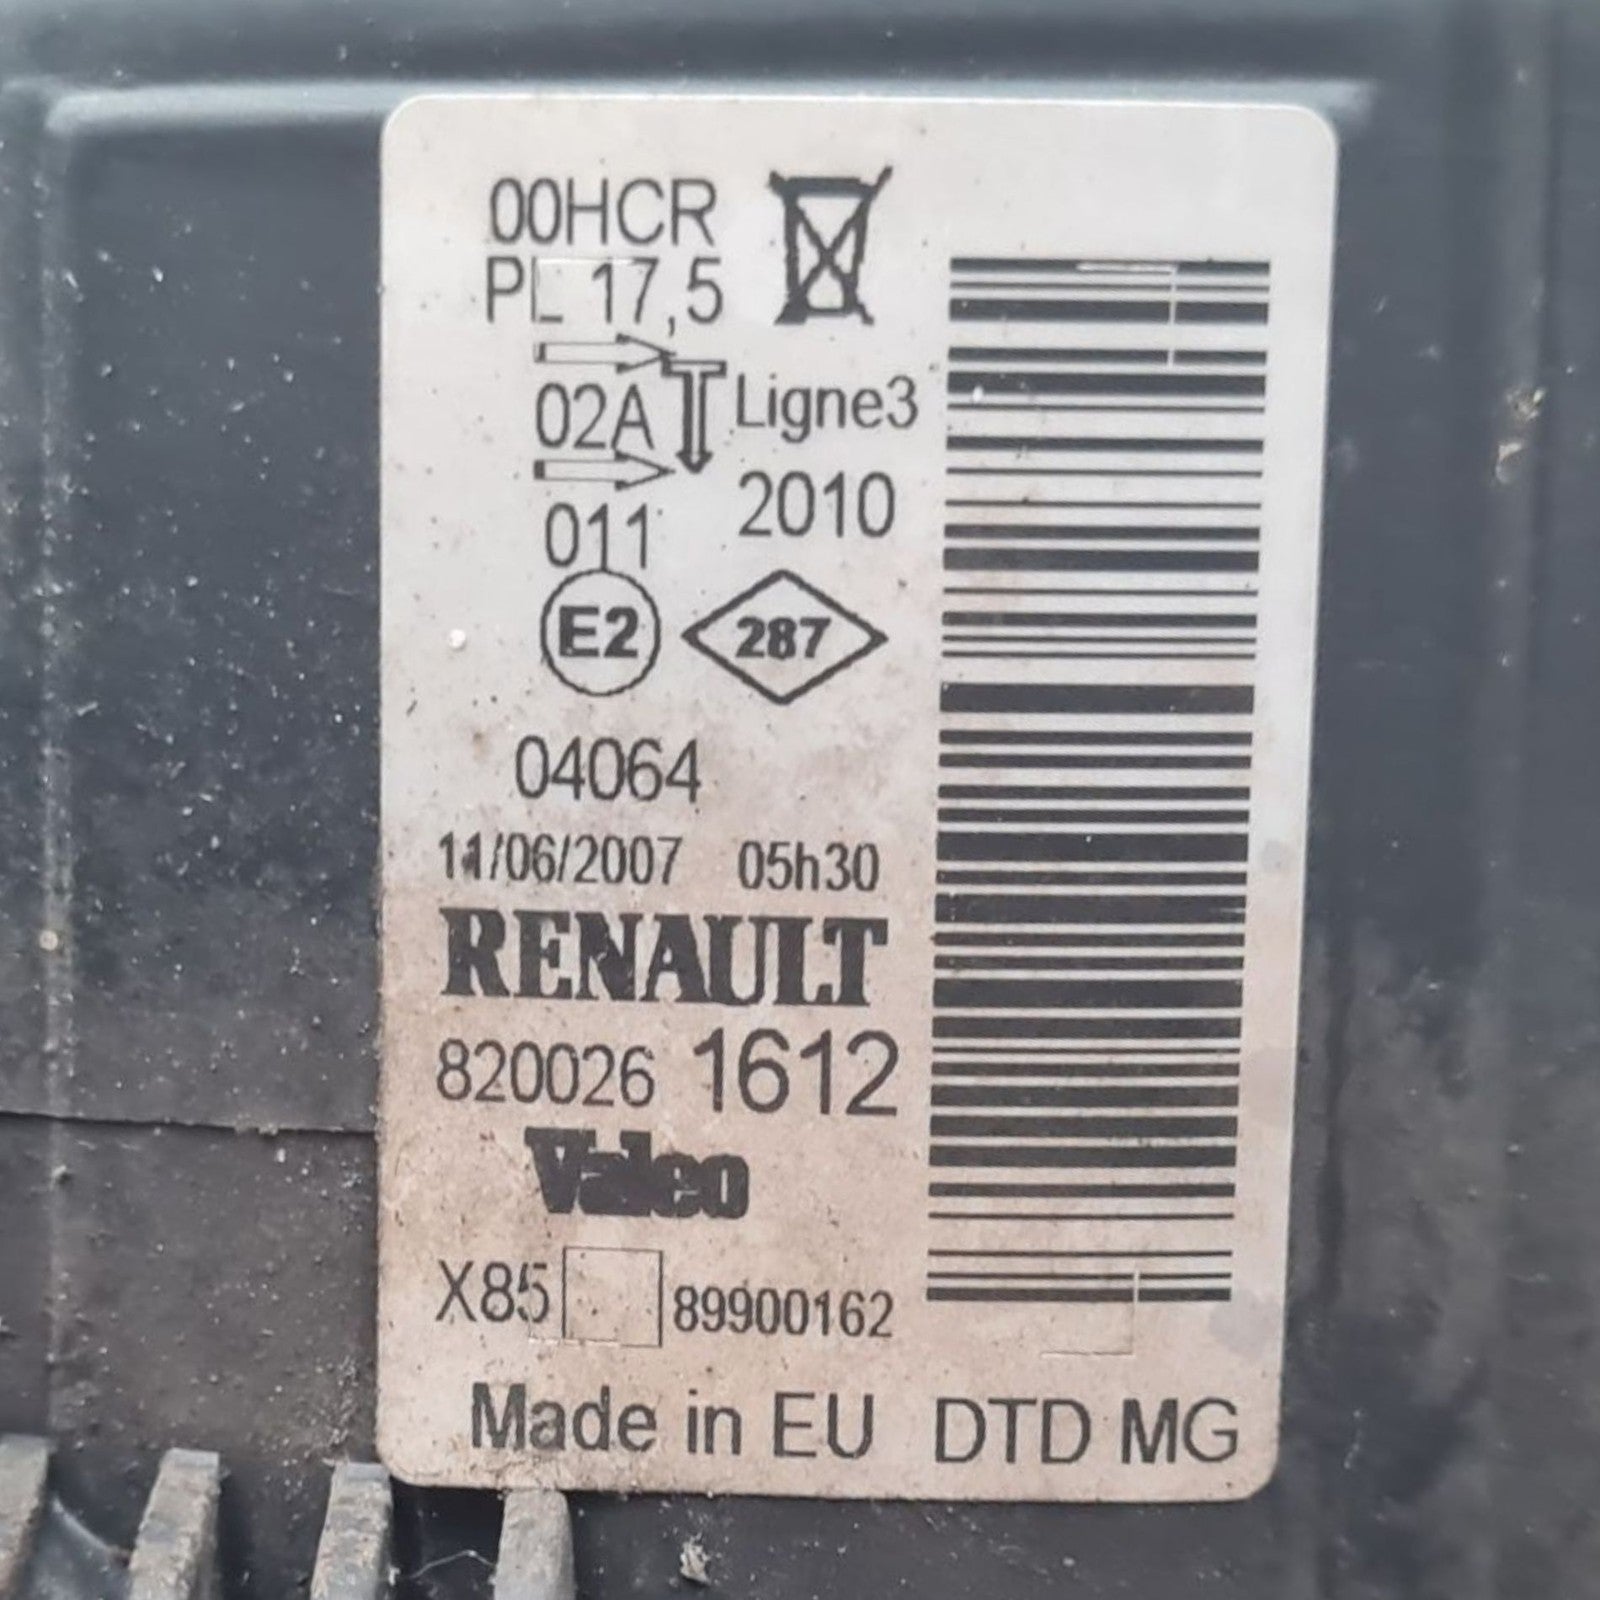 00HCR
PL 17,5
02A Ligne3
011 2010
E2 287
04064
11/06/2007 05h30
RENAULT
820026 1612
Valeo
X85 89900162
Made in EU DTD MG